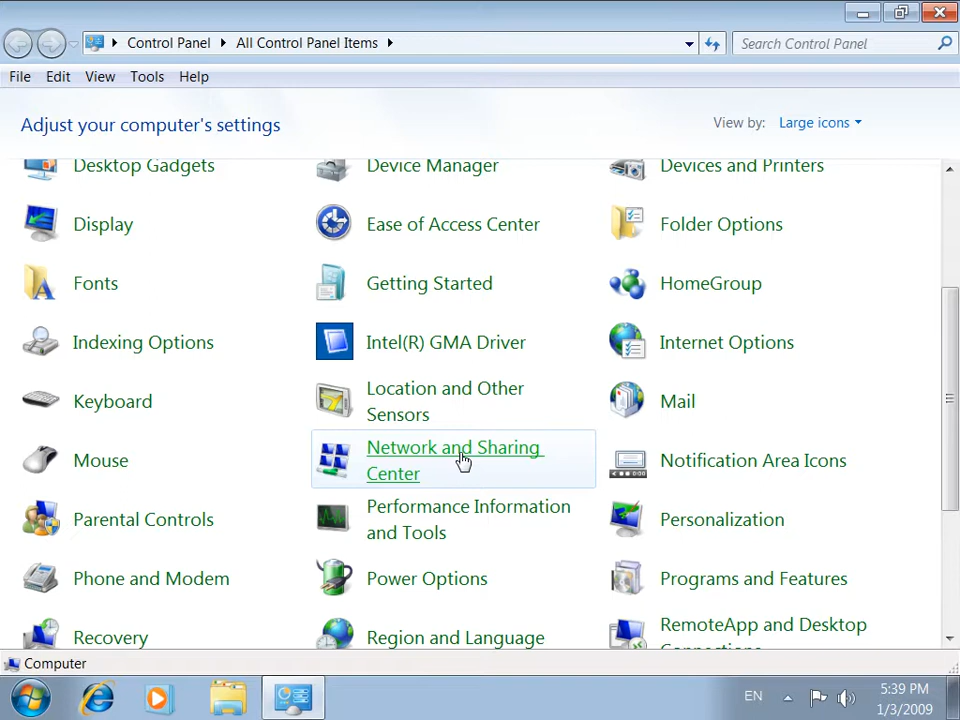 Control Panel
All Control Panel Items
Search Control Panel
File Edit View Tools Help
Adjust your computer's settings
View by: Large icons
Desktop Gadgets
Device Manager
Devices and Printers
Display
Ease of Access Center
Folder Options
Fonts
Getting Started
HomeGroup
Indexing Options
Intel(R) GMA Driver
Internet Options
Keyboard
Location and Other
Sensors
Mail
Mouse
Network and Sharing
Center
Notification Area Icons
Parental Controls
Performance Information
and Tools
Personalization
Phone and Modem
Power Options
Programs and Features
Recovery
Region and Language
RemoteApp and Desktop
Connections
Computer
EN
5:39 PM
1/3/2009